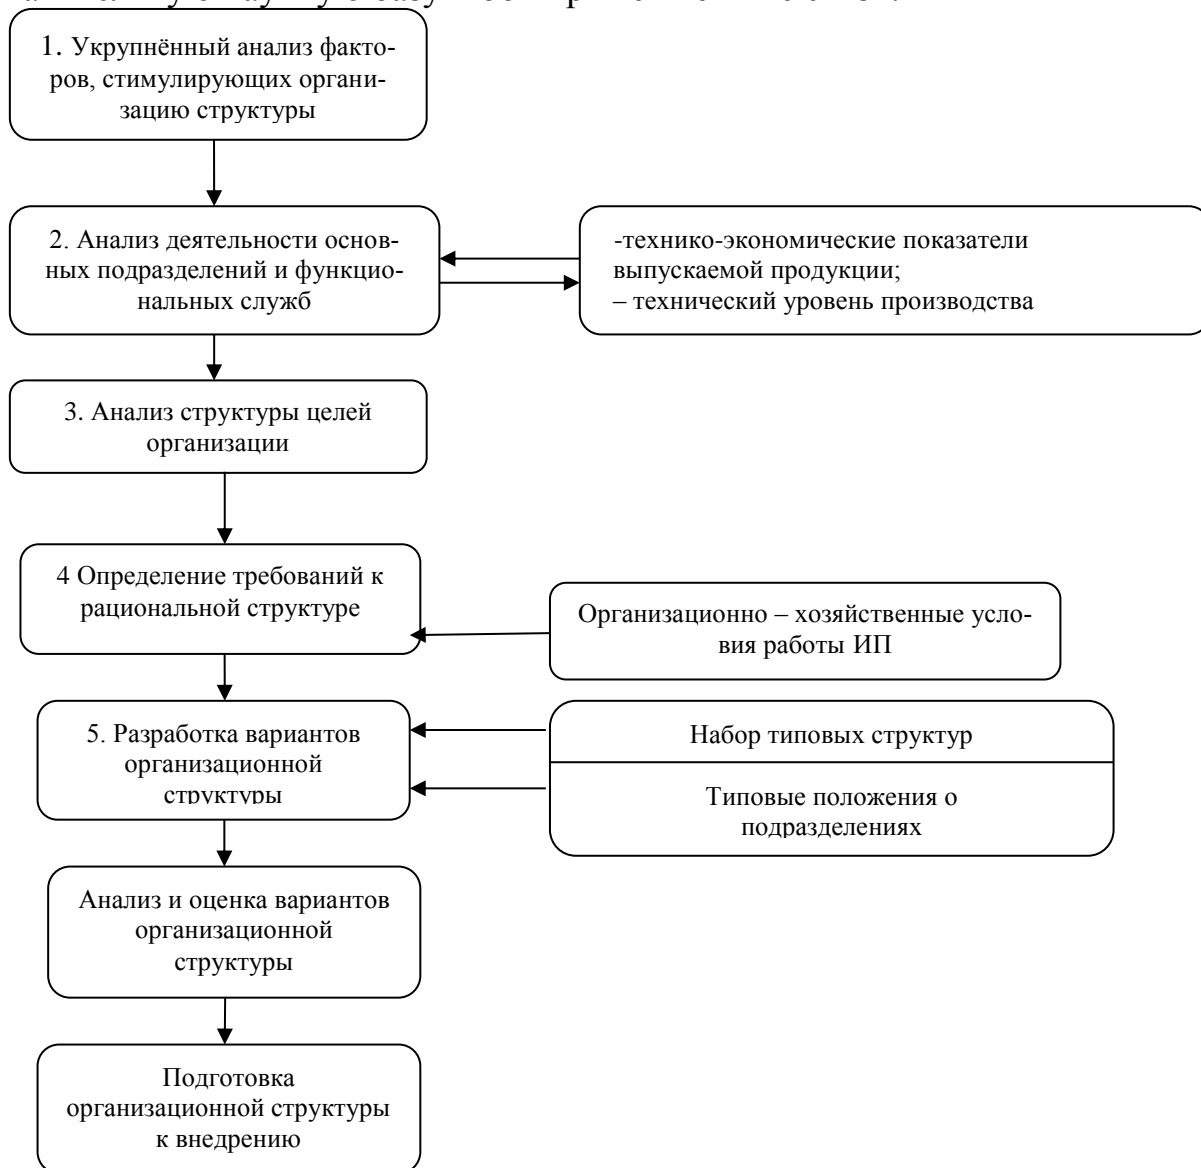 1. Укрупнённый анализ факто-
ров, стимулирующих органи-
зацию структуры
2. Анализ деятельности основ-
ных подразделений и функцио-
нальных служб
-технико-экономические показатели
выпускаемой продукции;
– технический уровень производства
3. Анализ структуры целей
организации
4 Определение требований к
рациональной структуре
Организационно – хозяйственные усло-
вия работы ИП
5. Разработка вариантов
организационной
структуры
Набор типовых структур
Типовые положения о
подразделениях
Анализ и оценка вариантов
организационной
структуры
Подготовка
организационной структуры
к внедрению